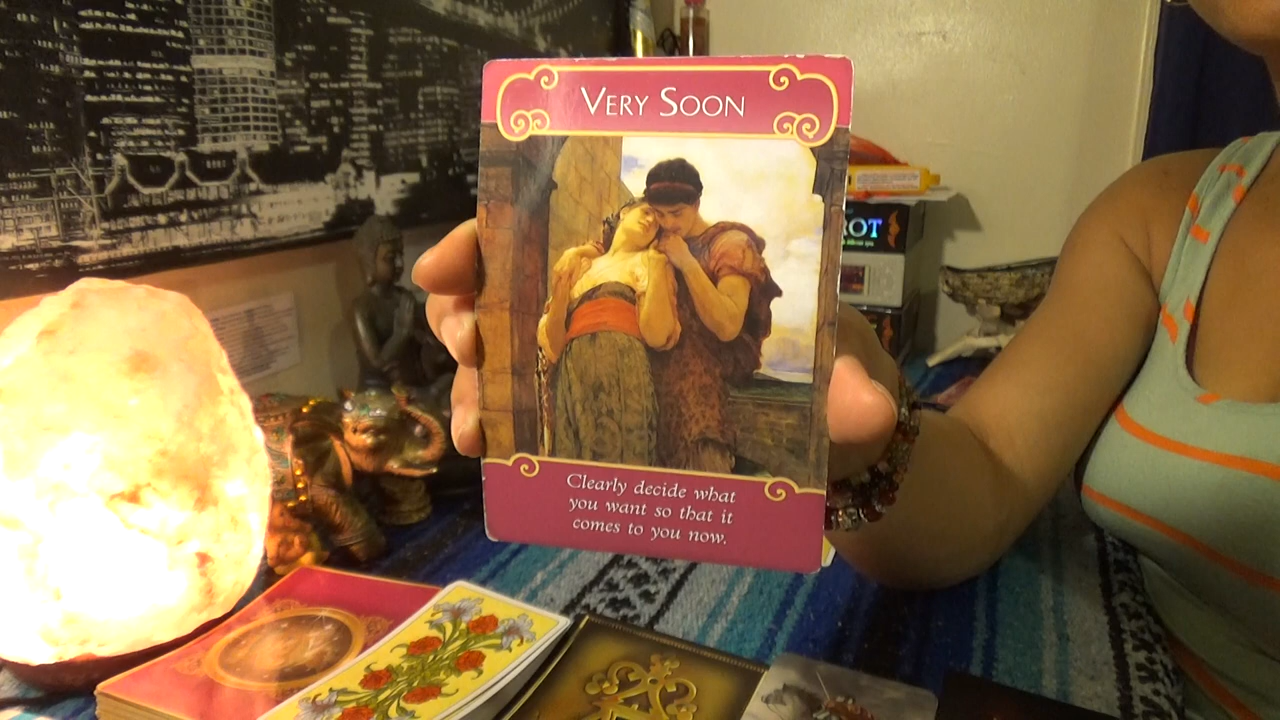 VERY SOON
Clearly decide what
you want so that it
comes to you now.
ROT